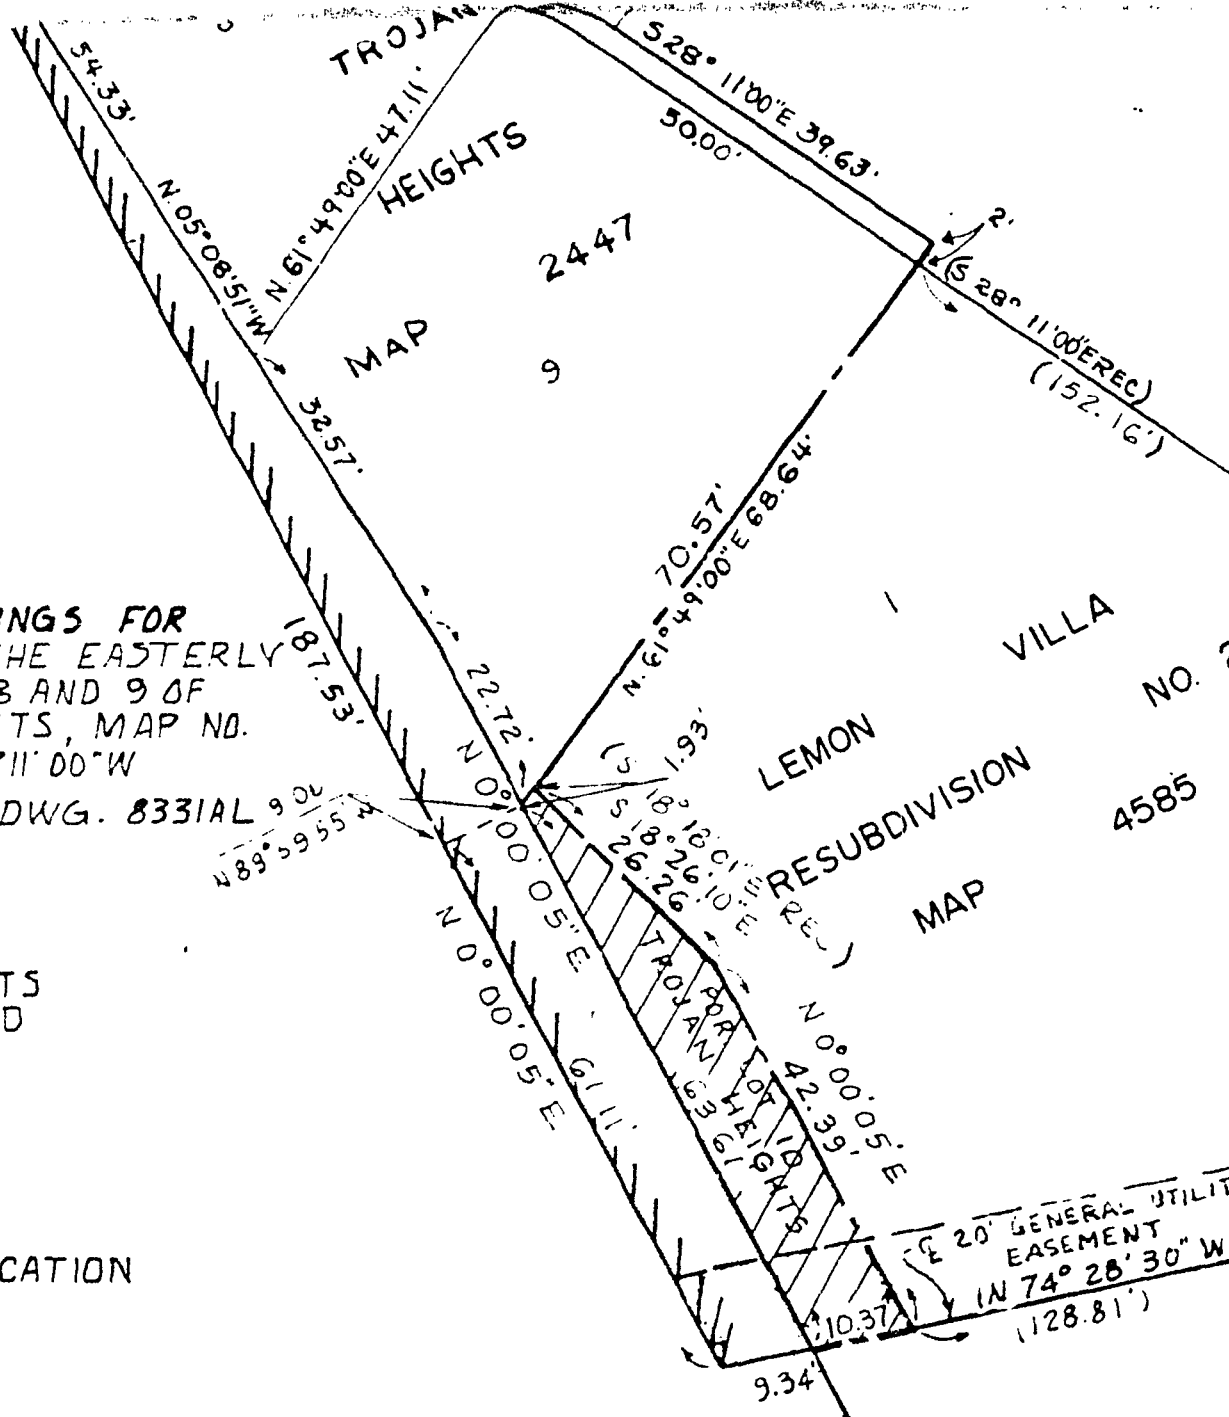 TROJAN
HEIGHTS
MAP
2447
9
54.33'
N.05°08'51"W
N.61°49'00"E 47.11'
S28° 11'00"E 39.63'
50.00'
2'
(S 28° 11'00"E REC)
(152.16')
32.57'
70.57'
N.61°49'00"E 68.64'
187.53'
22.72'
1.93'
1
VILLA
NO.
LEMON
RESUBDIVISION
MAP
4585
NGS FOR
HE EASTERLY
AND 9 OF
TS, MAP NO.
11'00"W
DWG. 8331AL
N89°59'55"
N 0° 00' 05" E
(S 18° 18' 01" E REC)
S 18° 26' 10" E
26.26'
TS
D
N 0° 00' 05" E
61.11'
63.61
POR LOT 10
TROJAN HEIGHTS
N 0° 00' 05" E
42.39'
CATION
℄ 20' GENERAL UTILIT
EASEMENT
(N 74° 28' 30" W
(128.81')
10.37'
9.34'